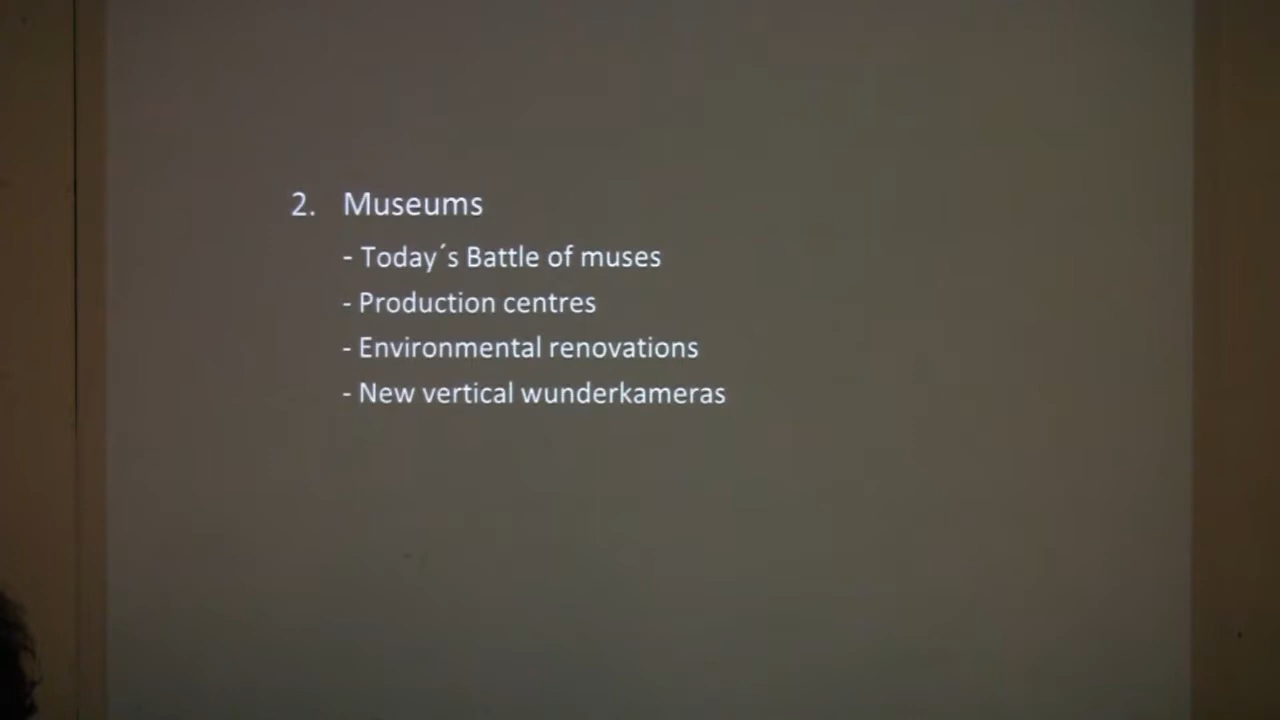 2. Museums
- Today´s Battle of muses
- Production centres
- Environmental renovations
- New vertical wunderkameras